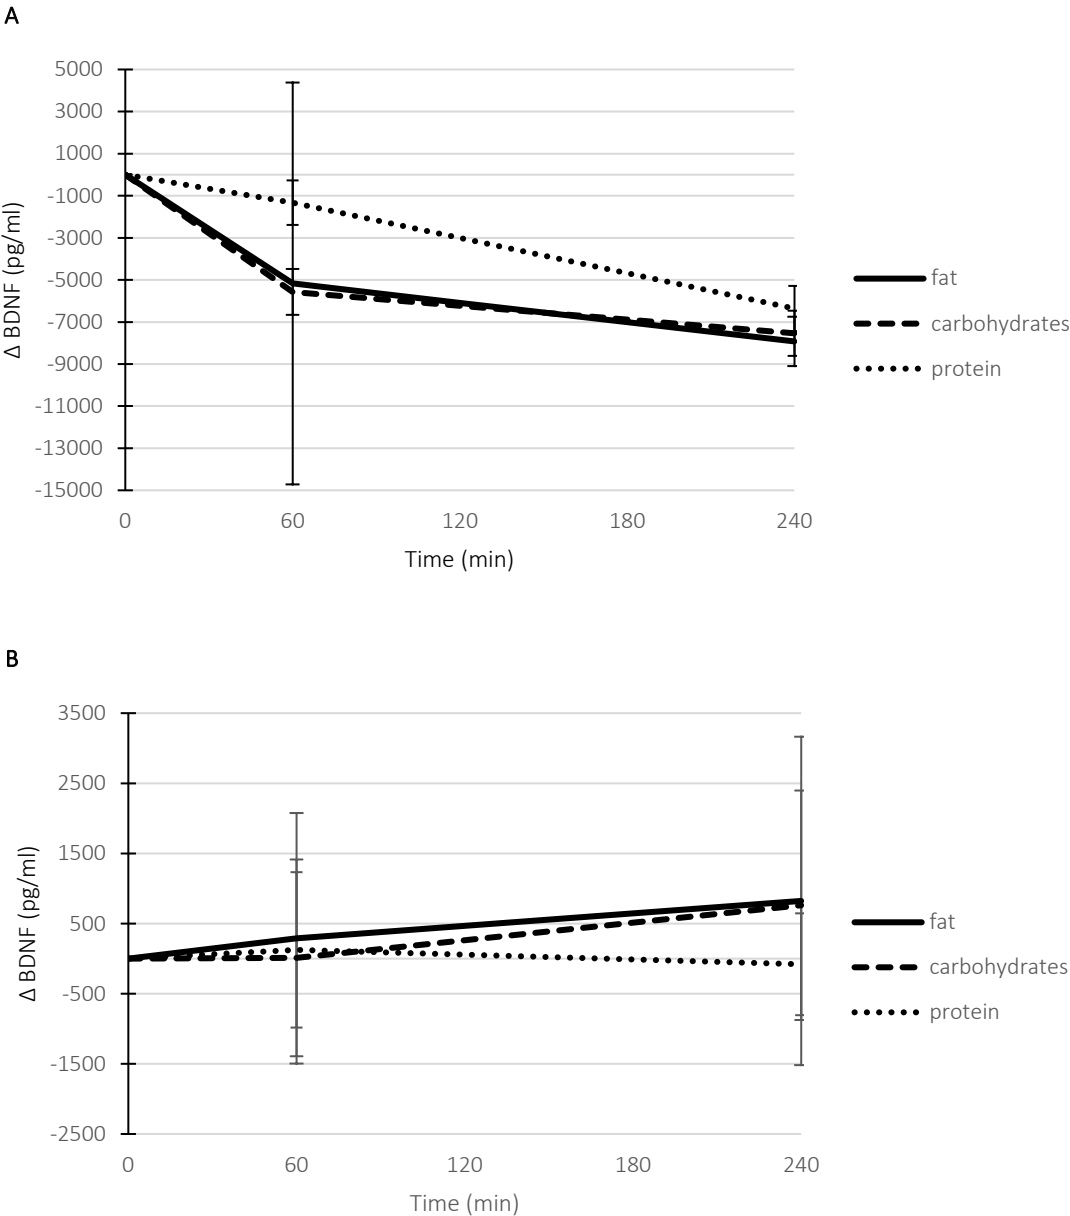 A
5000
3000
1000
-1000
-3000
-5000
-7000
-9000
-11000
-13000
-15000
Δ BDNF (pg/ml)
0 60 120 180 240
Time (min)
fat
carbohydrates
protein
B
3500
2500
1500
500
-500
-1500
-2500
Δ BDNF (pg/ml)
0 60 120 180 240
Time (min)
fat
carbohydrates
protein